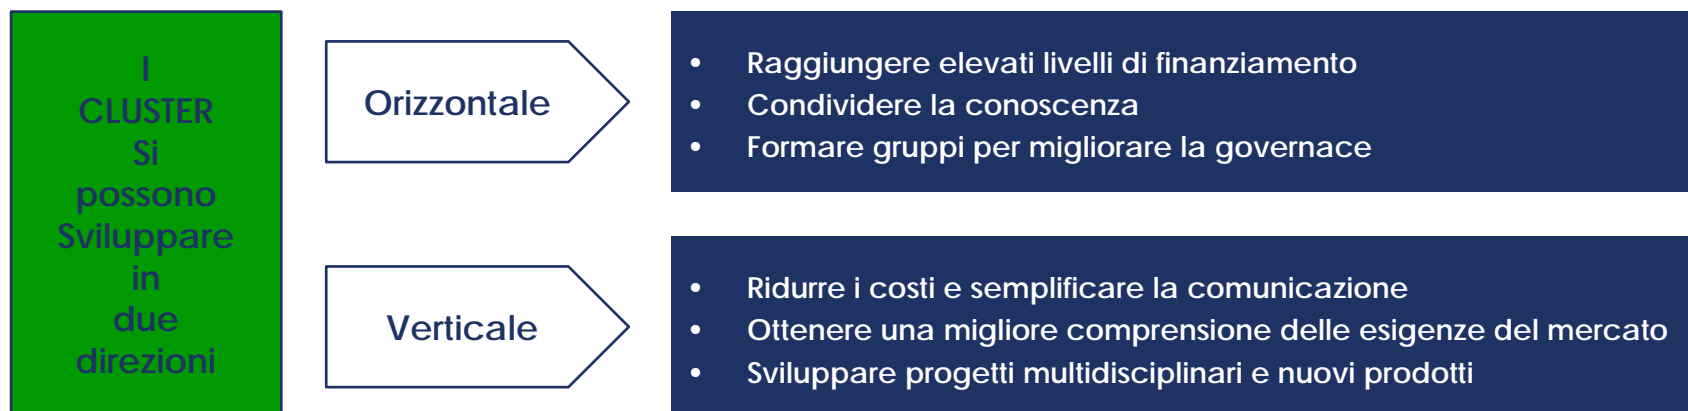 I
CLUSTER
Si
possono
Sviluppare
in
due
direzioni
Orizzontale
• Raggiungere elevati livelli di finanziamento
• Condividere la conoscenza
• Formare gruppi per migliorare la governace
Verticale
• Ridurre i costi e semplificare la comunicazione
• Ottenere una migliore comprensione delle esigenze del mercato
• Sviluppare progetti multidisciplinari e nuovi prodotti